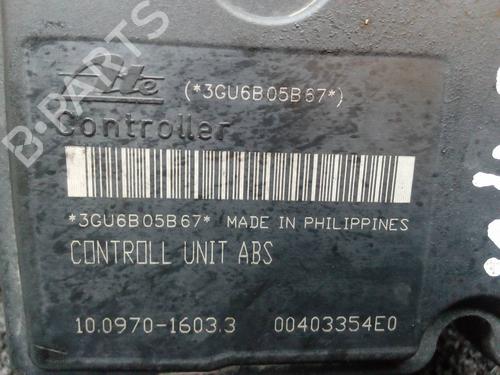 ate (*3GU6B05B67*)
Controller
*3GU6B05B67* MADE IN PHILIPPINES
CONTROLL UNIT ABS
10.0970-1603.3 00403354E0
B-PARTS